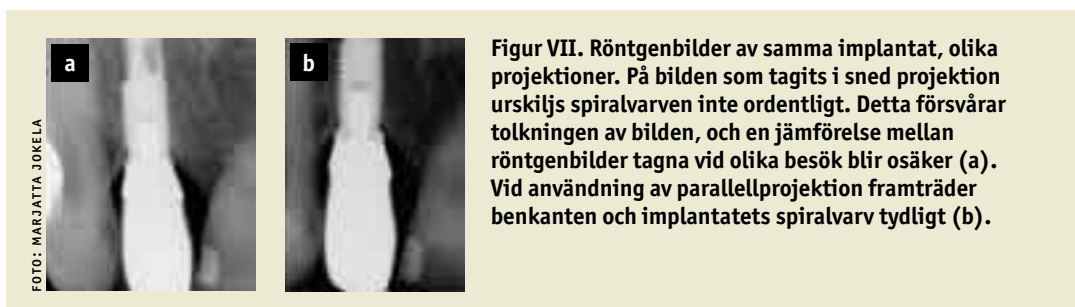 a
b
FOTO: MARJATTA JOKELA
Figur VII. Röntgenbilder av samma implantat, olika
projektioner. På bilden som tagits i sned projektion
urskiljs spiralvarven inte ordentligt. Detta försvårar
tolkningen av bilden, och en jämförelse mellan
röntgenbilder tagna vid olika besök blir osäker (a).
Vid användning av parallellprojektion framträder
benkanten och implantatets spiralvarv tydligt (b).